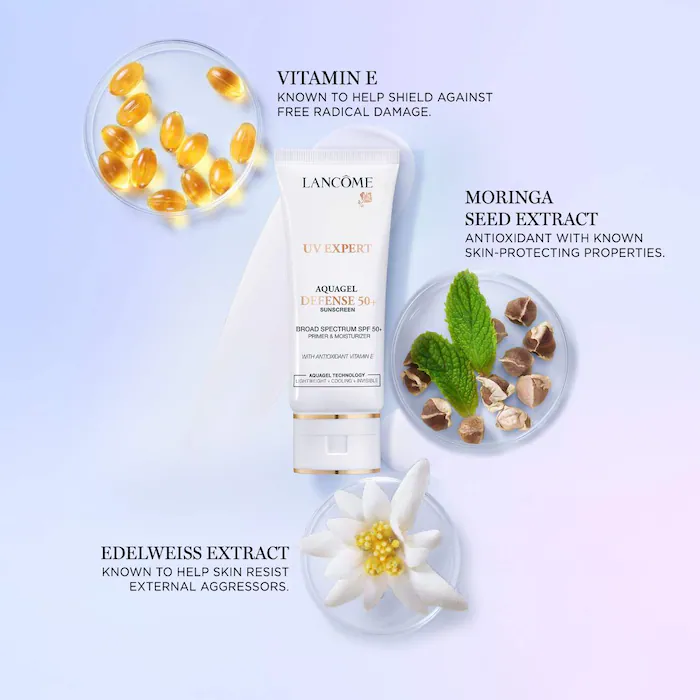 VITAMIN E
KNOWN TO HELP SHIELD AGAINST
FREE RADICAL DAMAGE.
LANCÔME
UV EXPERT
AQUAGEL
DEFENSE 50+
SUNSCREEN
BROAD SPECTRUM SPF 50+
PRIMER & MOISTURIZER
WITH ANTIOXIDANT VITAMIN E
AQUAGEL TECHNOLOGY
LIGHTWEIGHT + COOLING + INVISIBLE
MORINGA
SEED EXTRACT
ANTIOXIDANT WITH KNOWN
SKIN-PROTECTING PROPERTIES.
EDELWEISS EXTRACT
KNOWN TO HELP SKIN RESIST
EXTERNAL AGGRESSORS.